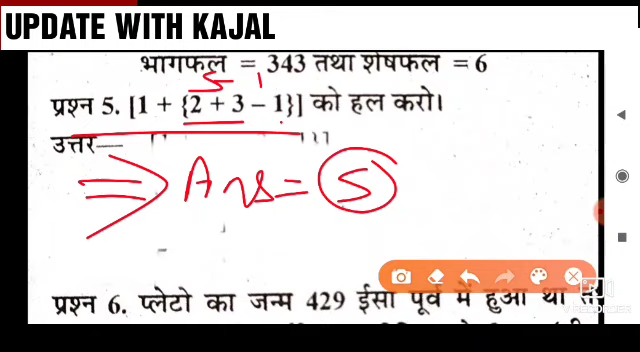 UPDATE WITH KAJAL
भागफल = 343 तथा शेषफल = 6
5 1
प्रश्न 5. [1 + {2 + 3 – 1}] को हल करो।
उत्तर—
⇒ Ans = 5
प्रश्न 6. प्लेटो का जन्म 429 ईसा पूर्व में हुआ था